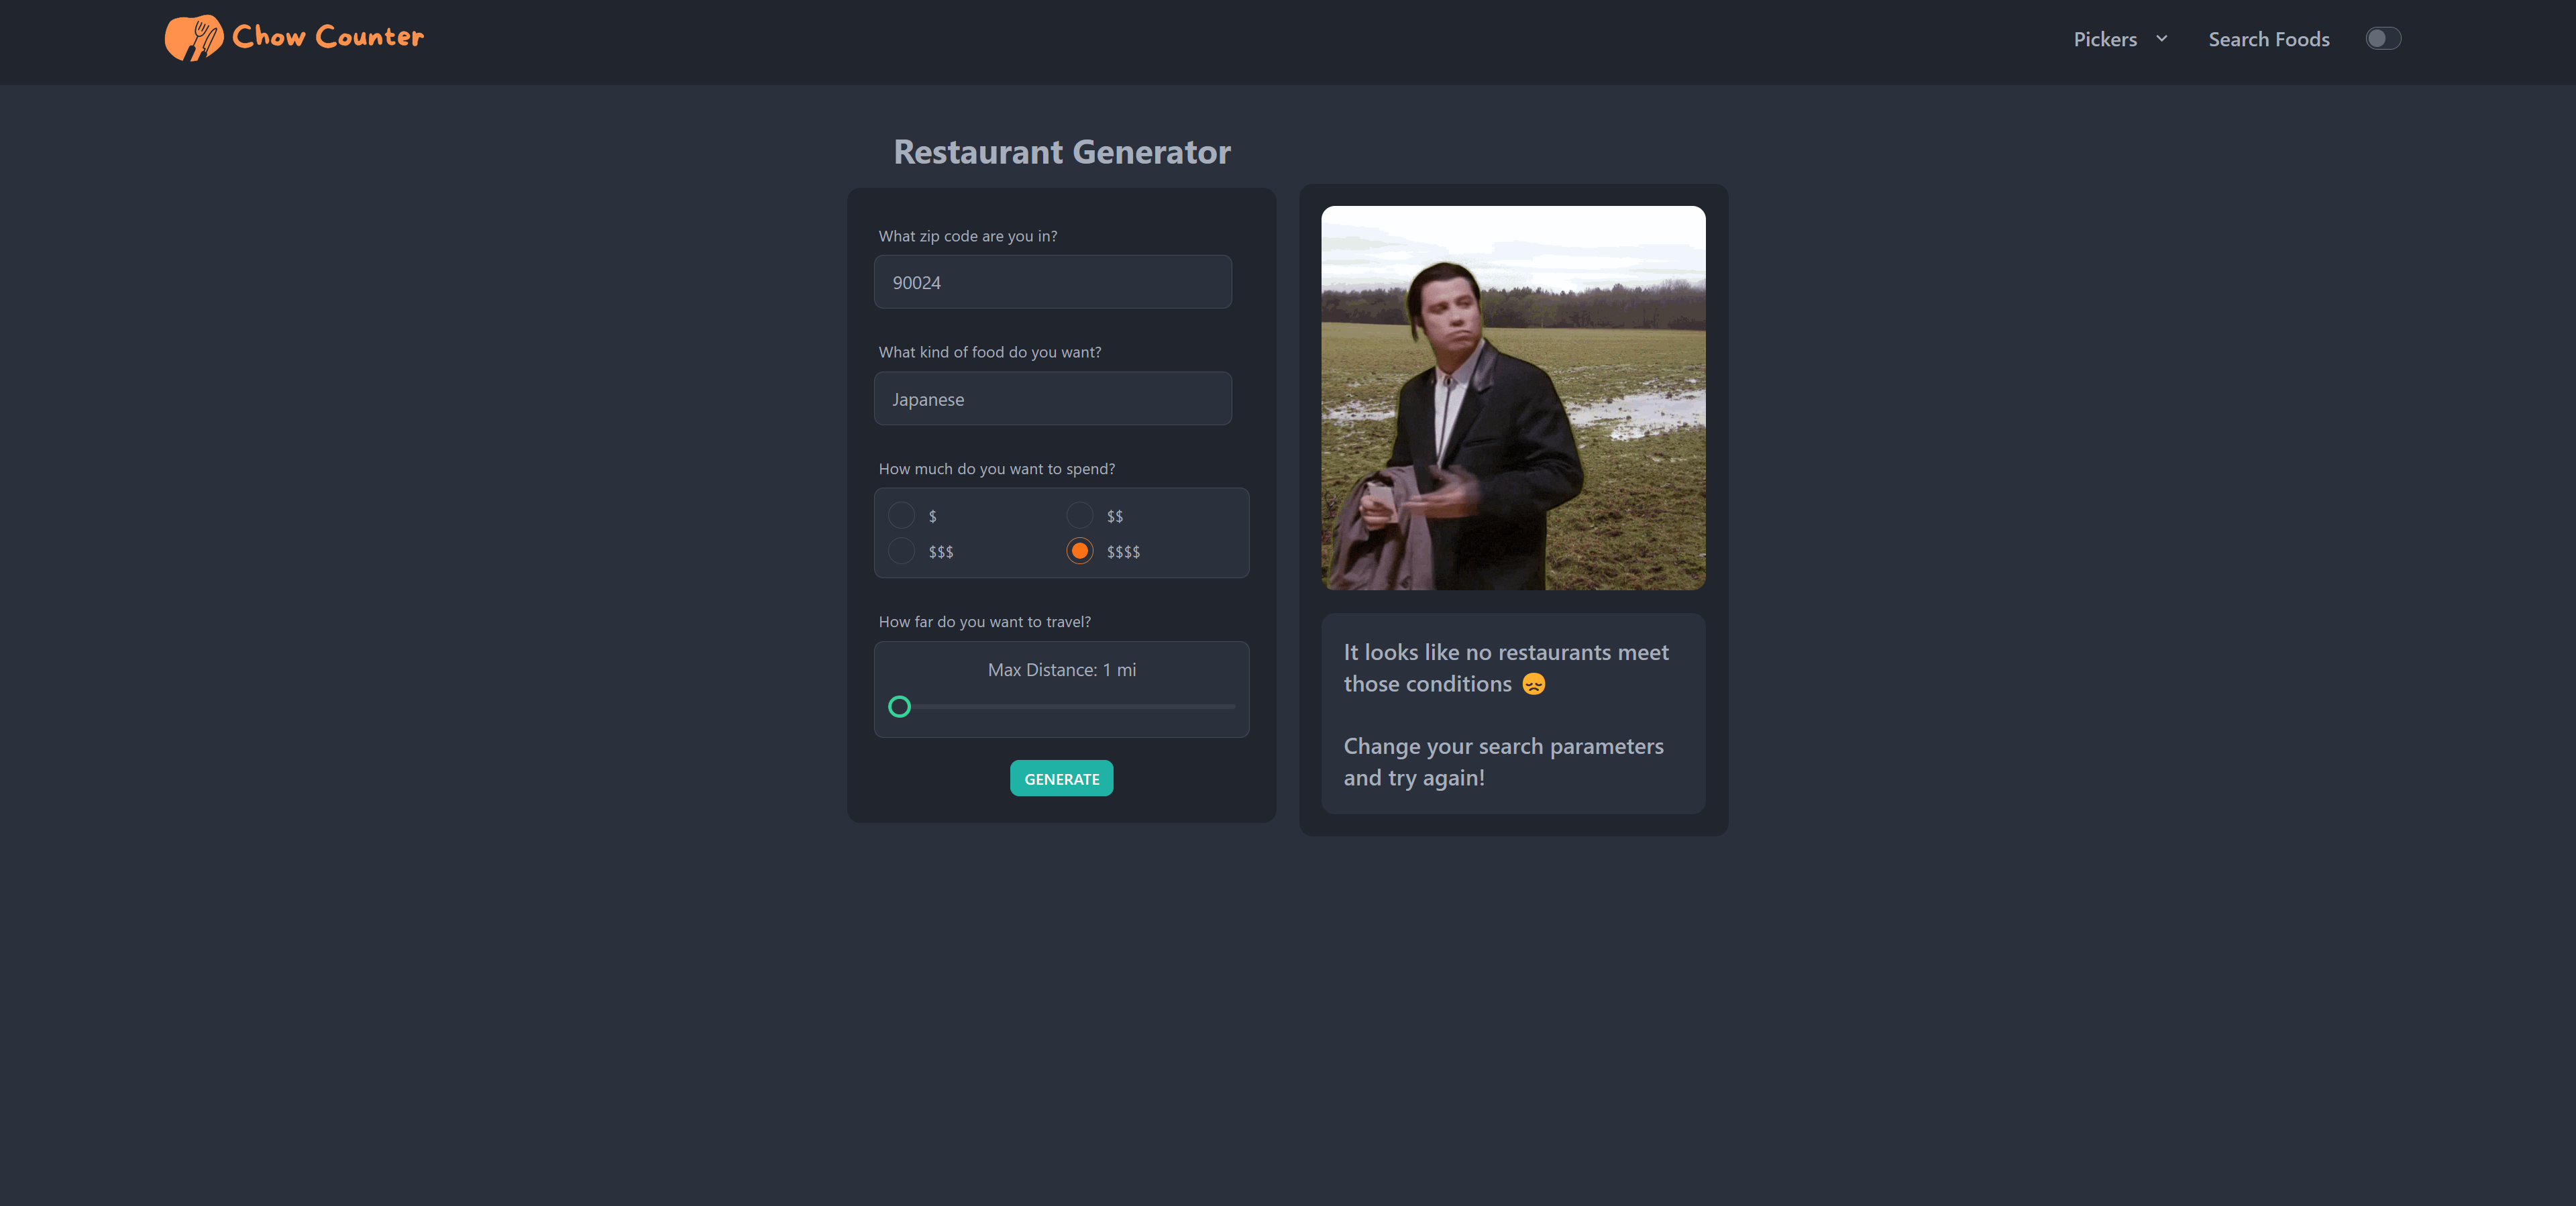 Chow Counter
Pickers
Search Foods
Restaurant Generator
What zip code are you in?
90024
What kind of food do you want?
Japanese
How much do you want to spend?
$
$$
$$$
$$$$
How far do you want to travel?
Max Distance: 1 mi
GENERATE
It looks like no restaurants meet
those conditions 😞
Change your search parameters
and try again!